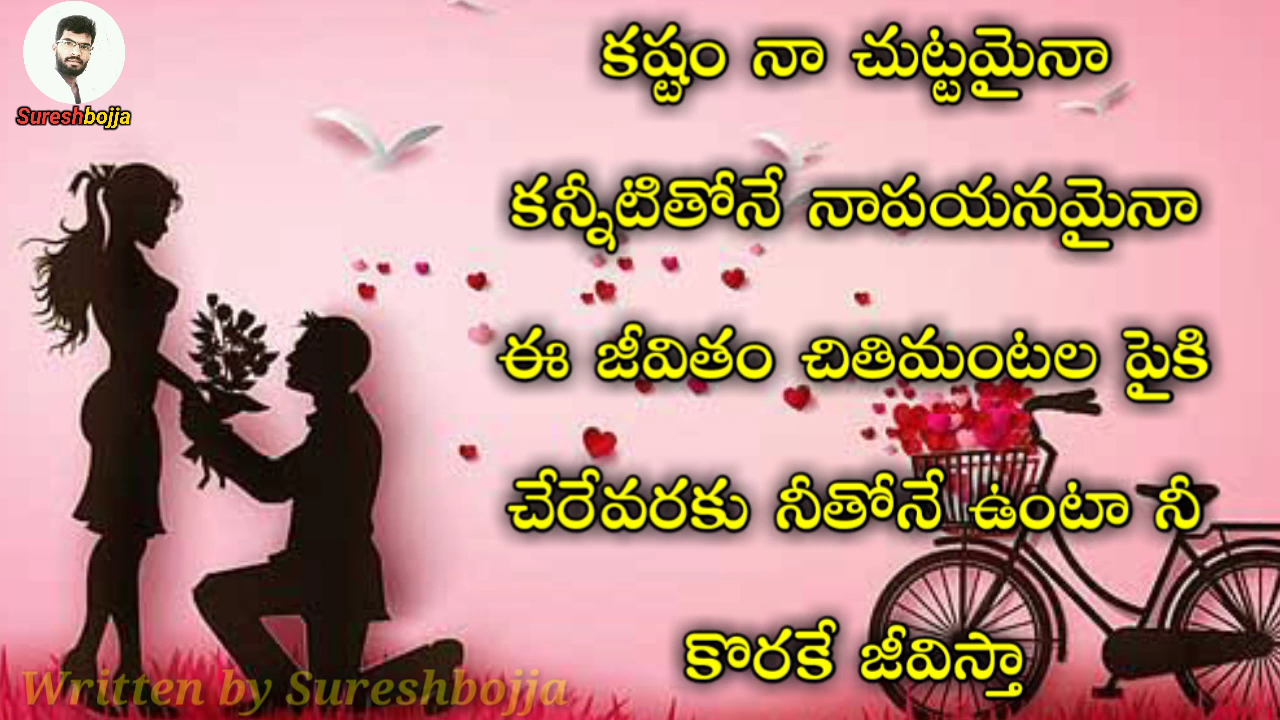 Sureshbojja
కష్టం నా చుట్టమైనా
కన్నీటితోనే నాపయనమైనా
ఈ జీవితం చితిమంటల పైకి
చేరేవరకు నీతోనే ఉంటా నీ
కొరకే జీవిస్తా
Written by Sureshbojja